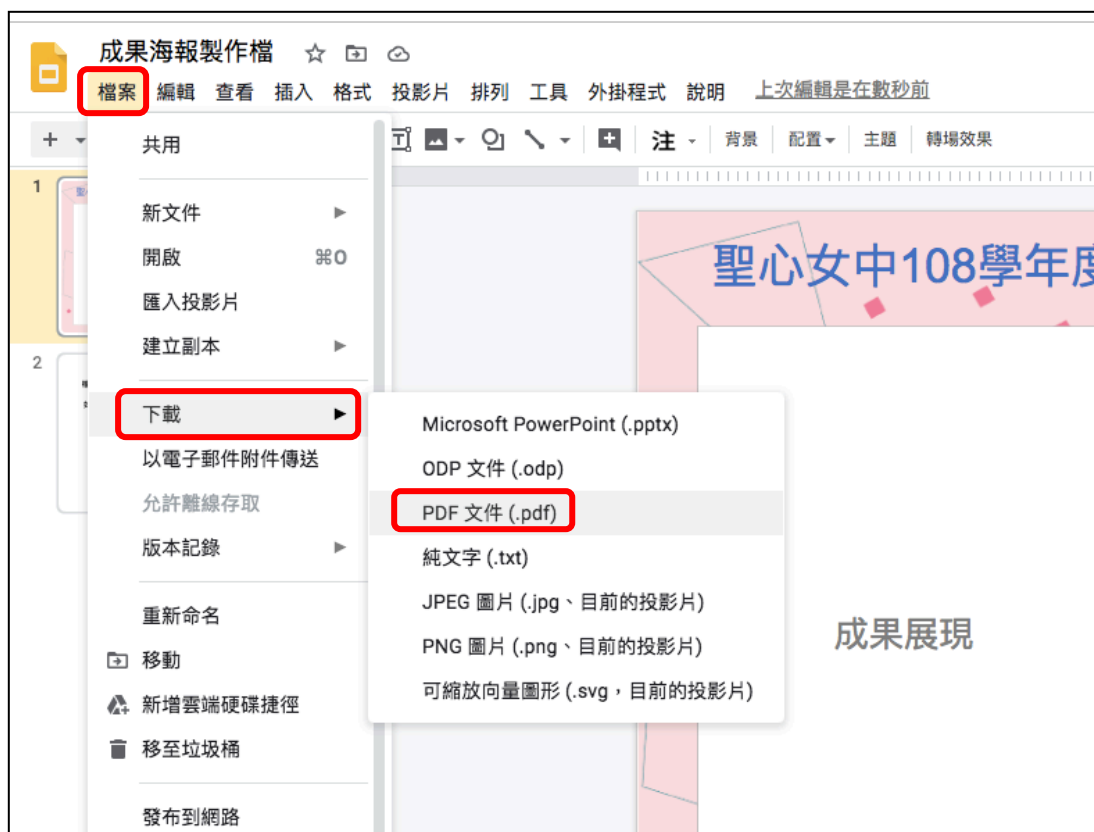 成果海報製作檔
檔案 編輯 查看 插入 格式 投影片 排列 工具 外掛程式 說明 上次編輯是在數秒前
注 背景 配置 主題 轉場效果
共用
新文件
開啟 ⌘O
匯入投影片
建立副本
下載
以電子郵件附件傳送
允許離線存取
版本記錄
重新命名
移動
新增雲端硬碟捷徑
移至垃圾桶
發布到網路
Microsoft PowerPoint (.pptx)
ODP 文件 (.odp)
PDF 文件 (.pdf)
純文字 (.txt)
JPEG 圖片 (.jpg、目前的投影片)
PNG 圖片 (.png、目前的投影片)
可縮放向量圖形 (.svg，目前的投影片)
1
2
聖心女中108學年度
成果展現